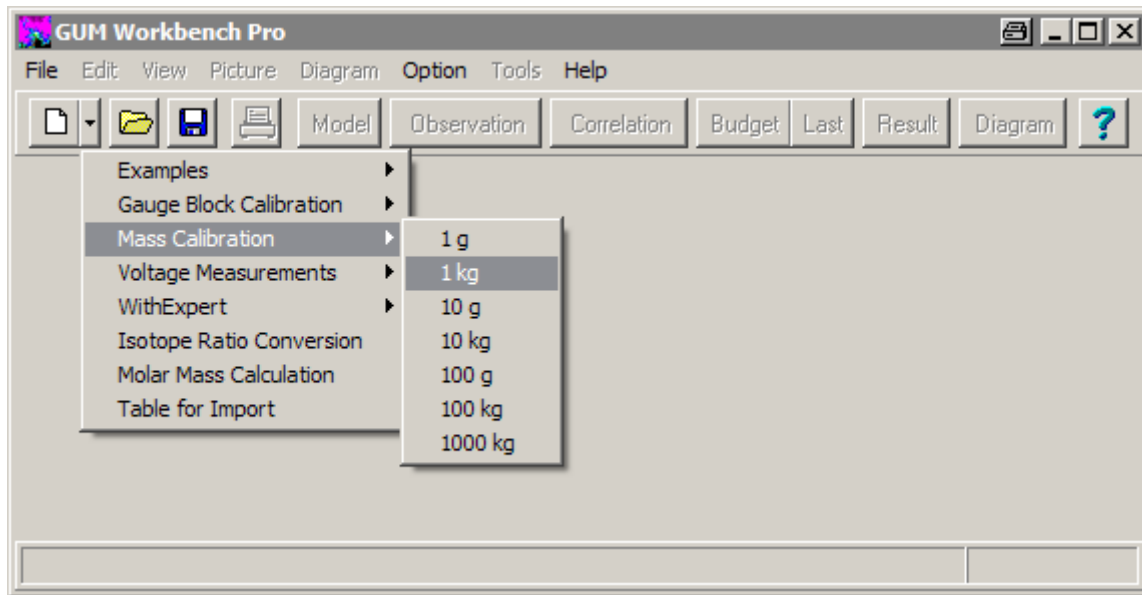 GUM Workbench Pro
File Edit View Picture Diagram Option Tools Help
Model Observation Correlation Budget Last Result Diagram ?
Examples
Gauge Block Calibration
Mass Calibration
Voltage Measurements
WithExpert
Isotope Ratio Conversion
Molar Mass Calculation
Table for Import
1 g
1 kg
10 g
10 kg
100 g
100 kg
1000 kg